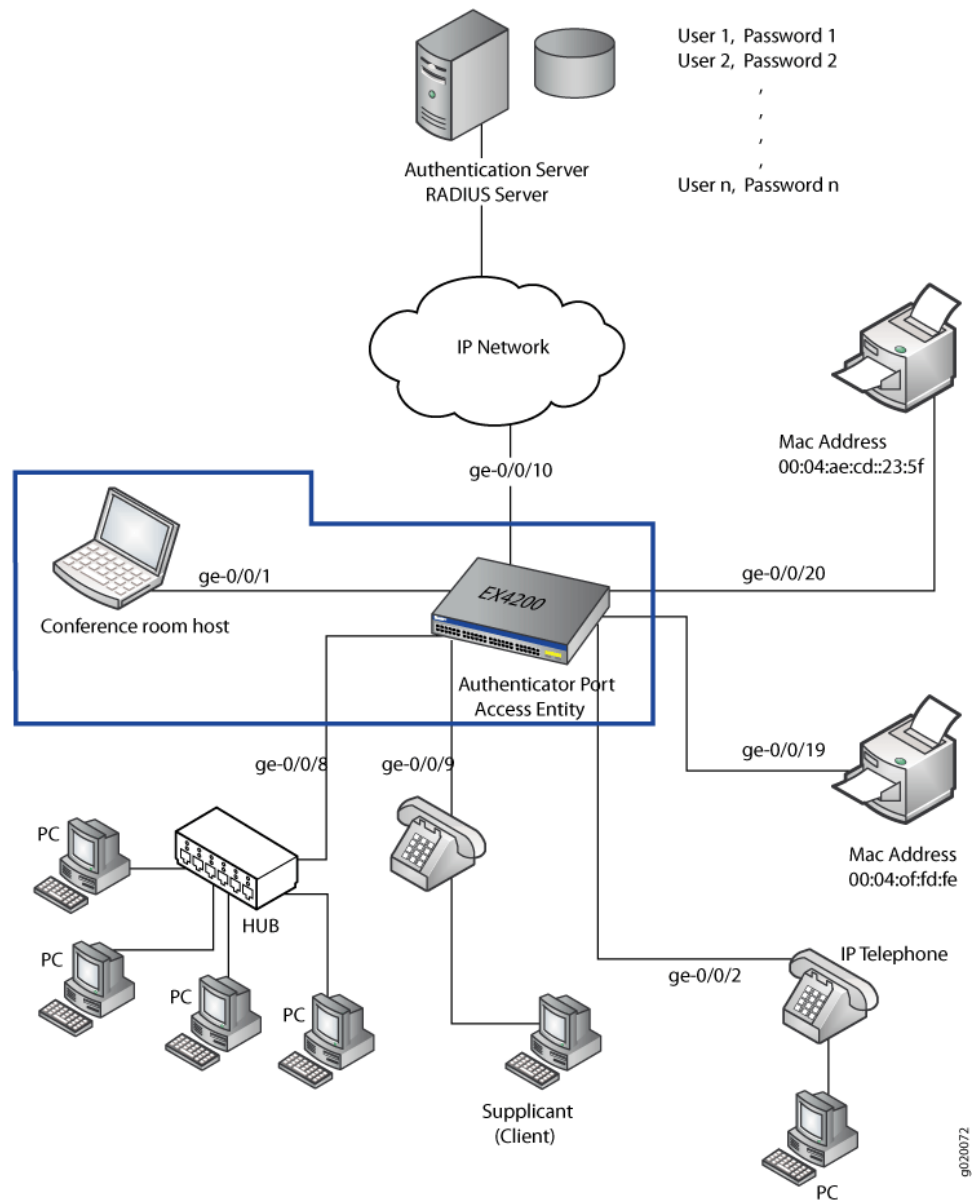 User 1, Password 1
User 2, Password 2
,
,
,
,
User n, Password n
Authentication Server
RADIUS Server
IP Network
Mac Address
00:04:ae:cd::23:5f
ge-0/0/10
ge-0/0/1
EX4200
ge-0/0/20
Conference room host
Authenticator Port
Access Entity
ge-0/0/8
ge-0/0/9
ge-0/0/19
PC
Mac Address
00:04:of:fd:fe
HUB
PC
IP Telephone
PC
PC
ge-0/0/2
Supplicant
(Client)
PC
g020072